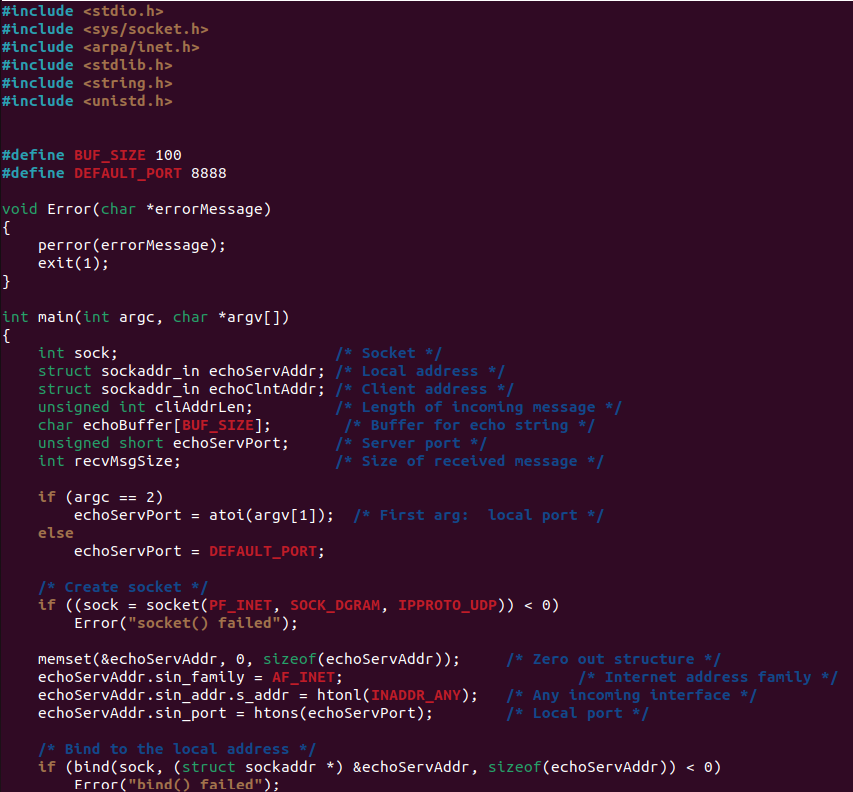 #include <stdio.h>
#include <sys/socket.h>
#include <arpa/inet.h>
#include <stdlib.h>
#include <string.h>
#include <unistd.h>
#define BUF_SIZE 100
#define DEFAULT_PORT 8888
void Error(char *errorMessage)
{
    perror(errorMessage);
    exit(1);
}
int main(int argc, char *argv[])
{
    int sock;                        /* Socket */
    struct sockaddr_in echoServAddr; /* Local address */
    struct sockaddr_in echoClntAddr; /* Client address */
    unsigned int cliAddrLen;         /* Length of incoming message */
    char echoBuffer[BUF_SIZE];        /* Buffer for echo string */
    unsigned short echoServPort;     /* Server port */
    int recvMsgSize;                 /* Size of received message */
    if (argc == 2)
        echoServPort = atoi(argv[1]);  /* First arg:  local port */
    else
        echoServPort = DEFAULT_PORT;
    /* Create socket */
    if ((sock = socket(PF_INET, SOCK_DGRAM, IPPROTO_UDP)) < 0)
        Error("socket() failed");
    memset(&echoServAddr, 0, sizeof(echoServAddr));     /* Zero out structure */
    echoServAddr.sin_family = AF_INET;                          /* Internet address family */
    echoServAddr.sin_addr.s_addr = htonl(INADDR_ANY);   /* Any incoming interface */
    echoServAddr.sin_port = htons(echoServPort);        /* Local port */
    /* Bind to the local address */
    if (bind(sock, (struct sockaddr *) &echoServAddr, sizeof(echoServAddr)) < 0)
        Error("bind() failed");